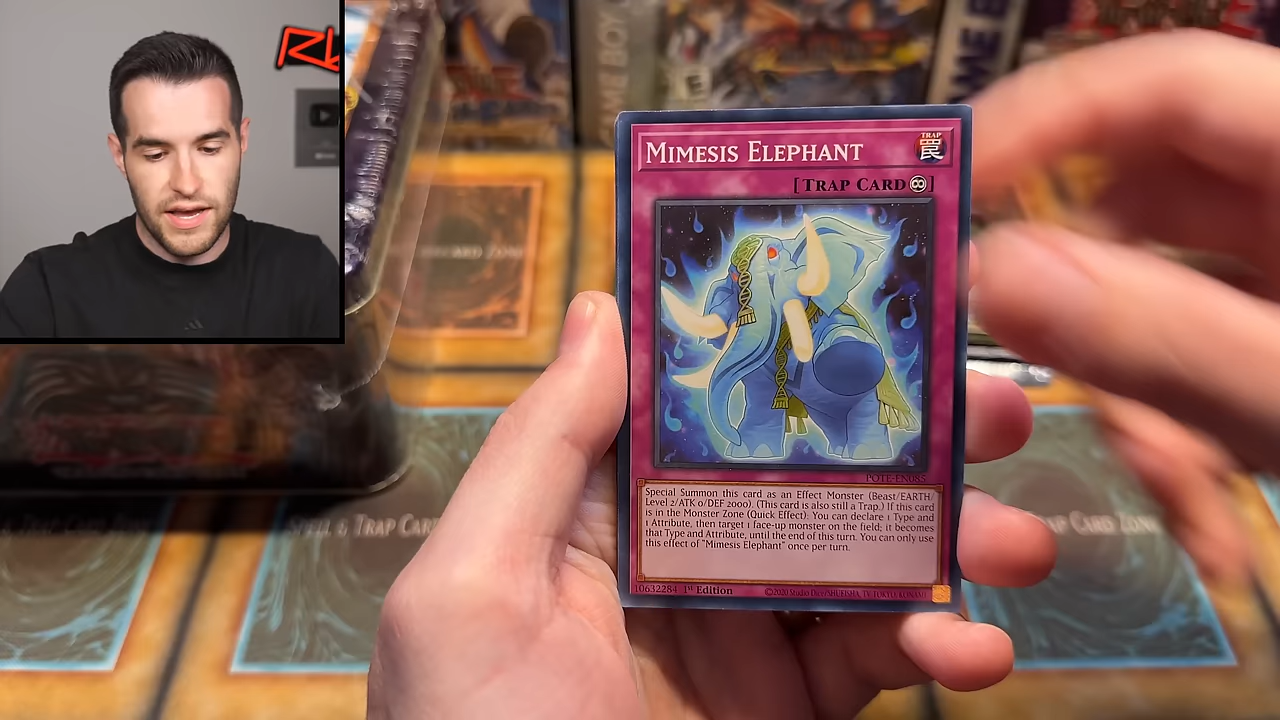 MIMESIS ELEPHANT
TRAP
罠
[TRAP CARD]
POTE-EN085
Special Summon this card as an Effect Monster (Beast/EARTH/
Level 2/ATK 0/DEF 2000). (This card is also still a Trap.) If this card
is in the Monster Zone (Quick Effect): You can declare 1 Type and
1 Attribute, then target 1 face-up monster on the field; it becomes
that Type and Attribute, until the end of this turn. You can only use
this effect of "Mimesis Elephant" once per turn.
10632284 1st Edition
©2020 Studio Dice/SHUEISHA, TV TOKYO, KONAMI
GAME BOY
SPELL & TRAP CARD
CARD ZONE